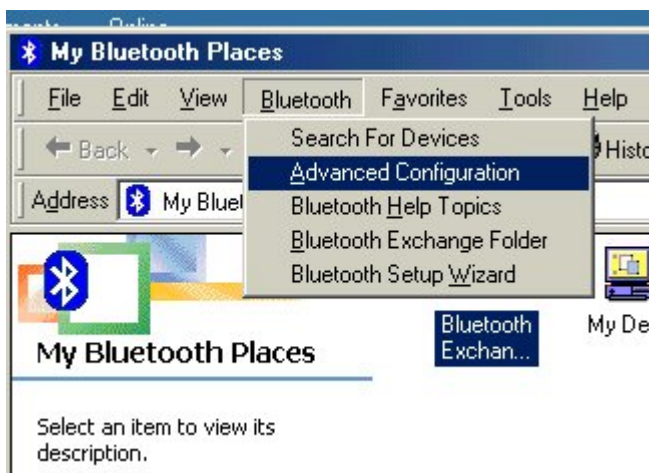 Online
My Bluetooth Places
File Edit View Bluetooth Favorites Tools Help
Back
Address My Bluet
Search For Devices
Advanced Configuration
Bluetooth Help Topics
Bluetooth Exchange Folder
Bluetooth Setup Wizard
Histo
My Bluetooth Places
Bluetooth
Exchan...
My De
Select an item to view its
description.